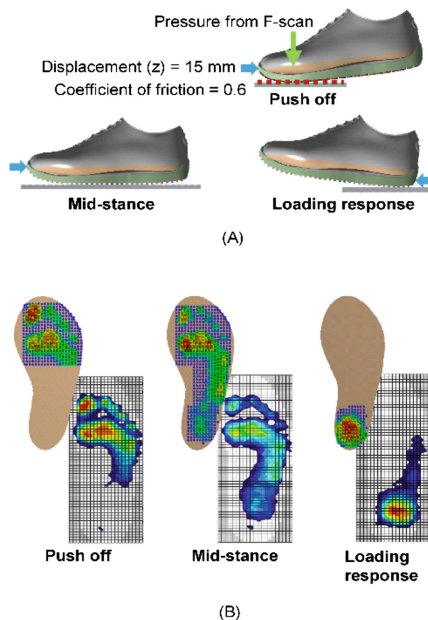 Pressure from F-scan
Displacement (z) = 15 mm
Coefficient of friction = 0.6
Push off
Mid-stance
Loading response
(A)
Push off
Mid-stance
Loading
response
(B)